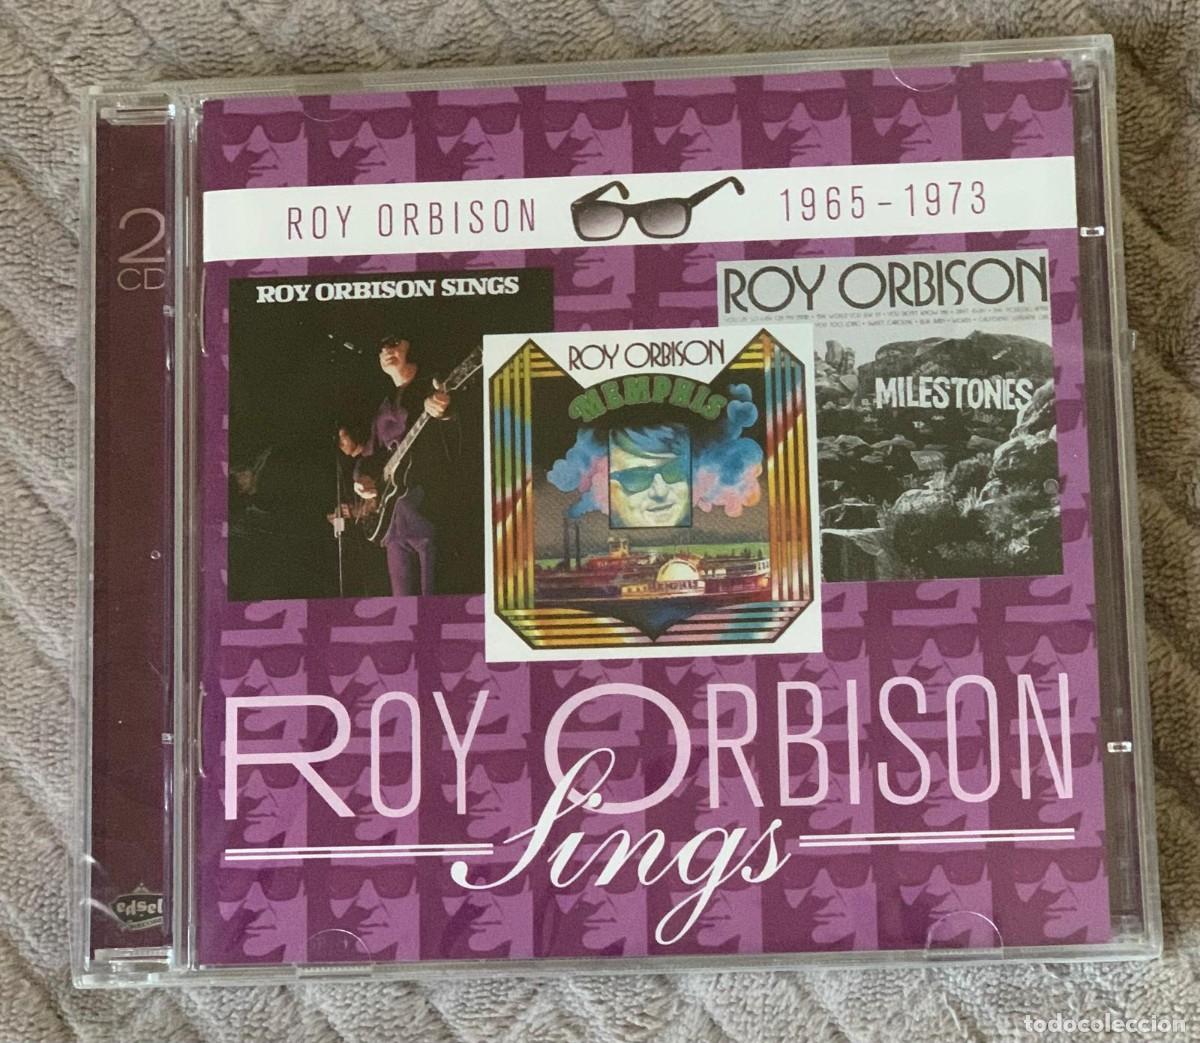 2
CD
ROY ORBISON 1965-1973
ROY ORBISON SINGS
ROY ORBISON
MEMPHIS
MEMPHIS
ROY ORBISON
MILESTONES
ROY ORBISON
Sings
edsel
todocoleccion